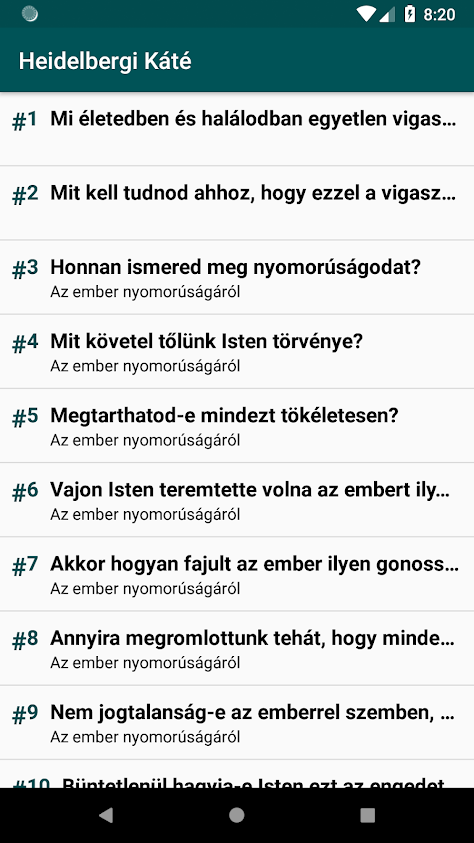 8:20
Heidelbergi Káté
#1 Mi életedben és halálodban egyetlen vigas…
#2 Mit kell tudnod ahhoz, hogy ezzel a vigasz…
#3 Honnan ismered meg nyomorúságodat?
Az ember nyomorúságáról
#4 Mit követel tőlünk Isten törvénye?
Az ember nyomorúságáról
#5 Megtarthatod-e mindezt tökéletesen?
Az ember nyomorúságáról
#6 Vajon Isten teremtette volna az embert ily…
Az ember nyomorúságáról
#7 Akkor hogyan fajult az ember ilyen gonoss…
Az ember nyomorúságáról
#8 Annyira megromlottunk tehát, hogy minde…
Az ember nyomorúságáról
#9 Nem jogtalanság-e az emberrel szemben, …
Az ember nyomorúságáról
#10 Büntetlenül hagyja-e Isten ezt az engedet…